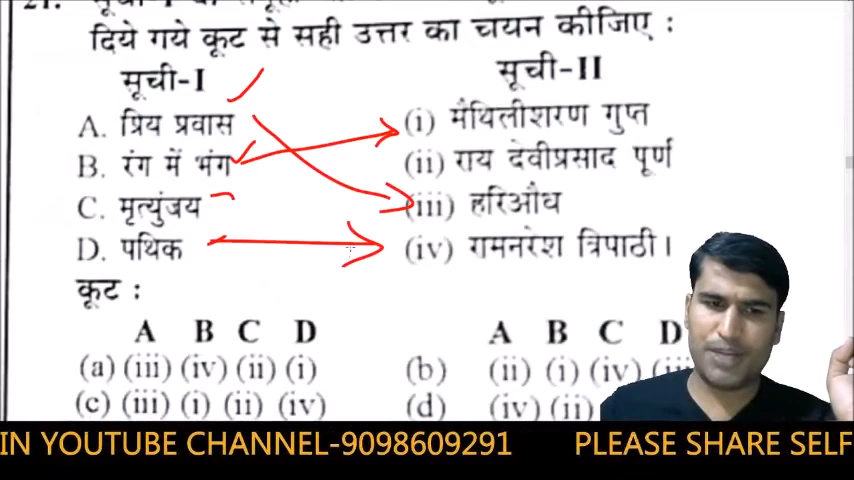 दिये गये कूट से सही उत्तर का चयन कीजिए :
सूची-I सूची-II
A. प्रिय प्रवास (i) मैथिलीशरण गुप्त
B. रंग में भंग (ii) राय देवीप्रसाद पूर्ण
C. मृत्युंजय (iii) हरिऔध
D. पथिक (iv) रामनरेश त्रिपाठी।
कूट :
A B C D A B C D
(a) (iii) (iv) (ii) (i) (b) (ii) (i) (iv) (iii)
(c) (iii) (i) (ii) (iv) (d) (iv) (ii)
IN YOUTUBE CHANNEL-9098609291 PLEASE SHARE SELF